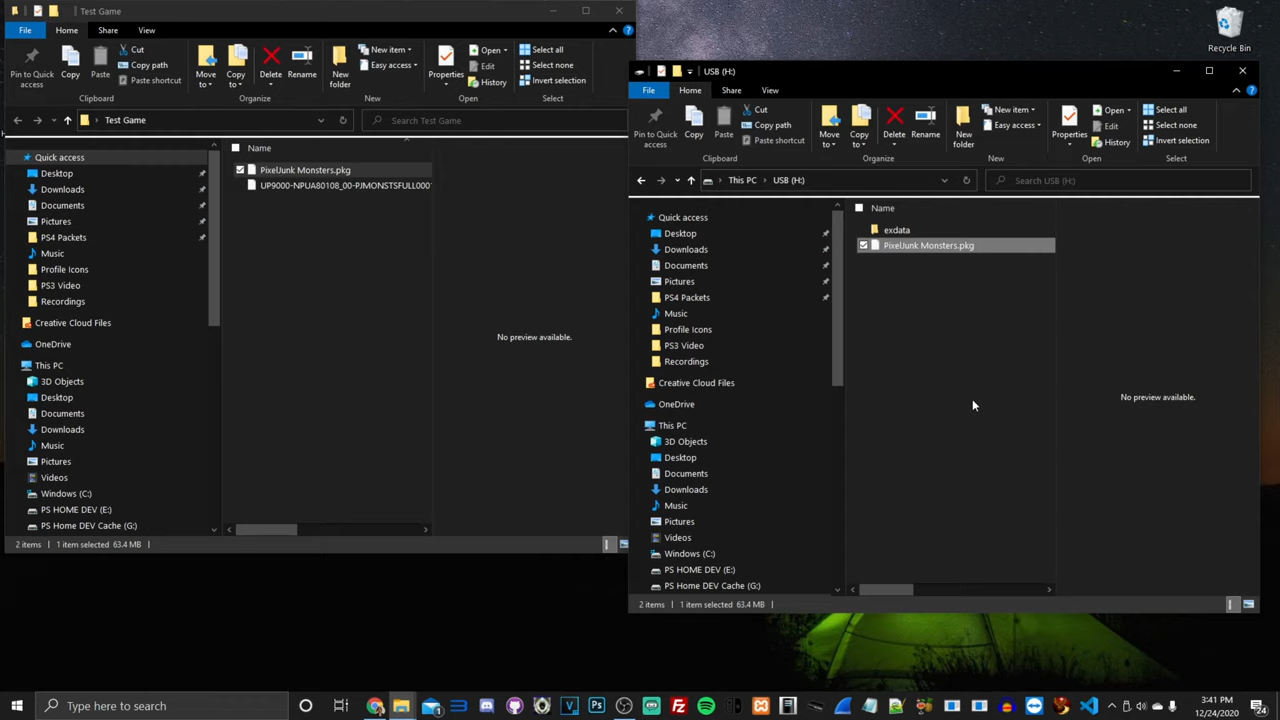 Test Game
File Home Share View
Pin to Quick access
Copy
Paste
Cut
Copy path
Paste shortcut
Move to
Copy to
Delete
Rename
New folder
New item
Easy access
Properties
Open
Edit
History
Select all
Select none
Invert selection
Clipboard Organize New Open Select
Test Game
Search Test Game
Name
PixelJunk Monsters.pkg
UP9000-NPUA80108_00-PJMONSTSFULL000
Quick access
Desktop
Downloads
Documents
Pictures
PS4 Packets
Music
Profile Icons
PS3 Video
Recordings
Creative Cloud Files
OneDrive
This PC
3D Objects
Desktop
Documents
Downloads
Music
Pictures
Videos
Windows (C:)
PS HOME DEV (E:)
PS Home DEV Cache (G:)
No preview available.
2 items 1 item selected 63.4 MB
Recycle Bin
USB (H:)
File Home Share View
Pin to Quick access
Copy
Paste
Cut
Copy path
Paste shortcut
Move to
Copy to
Delete
Rename
New folder
New item
Easy access
Properties
Open
Edit
History
Select all
Select none
Invert selection
Clipboard Organize New Open Select
This PC USB (H:)
Search USB (H:)
Name
exdata
PixelJunk Monsters.pkg
Quick access
Desktop
Downloads
Documents
Pictures
PS4 Packets
Music
Profile Icons
PS3 Video
Recordings
Creative Cloud Files
OneDrive
This PC
3D Objects
Desktop
Documents
Downloads
Music
Pictures
Videos
Windows (C:)
PS HOME DEV (E:)
PS Home DEV Cache (G:)
No preview available.
2 items 1 item selected 63.4 MB
Type here to search
3:41 PM
12/24/2020
24